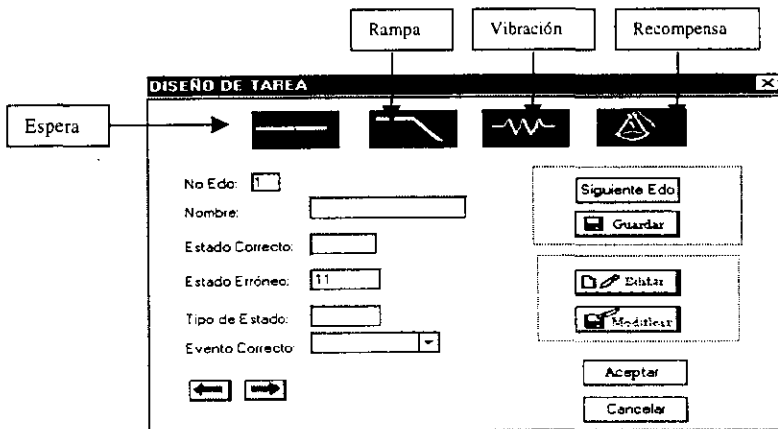 Rampa
Vibración
Recompensa
DISEÑO DE TAREA
Espera
No Edo: 1
Nombre:
Estado Correcto:
Estado Erróneo: 11
Tipo de Estado:
Evento Correcto
Siguiente Edo
Guardar
Editar
Modificar
Aceptar
Cancelar